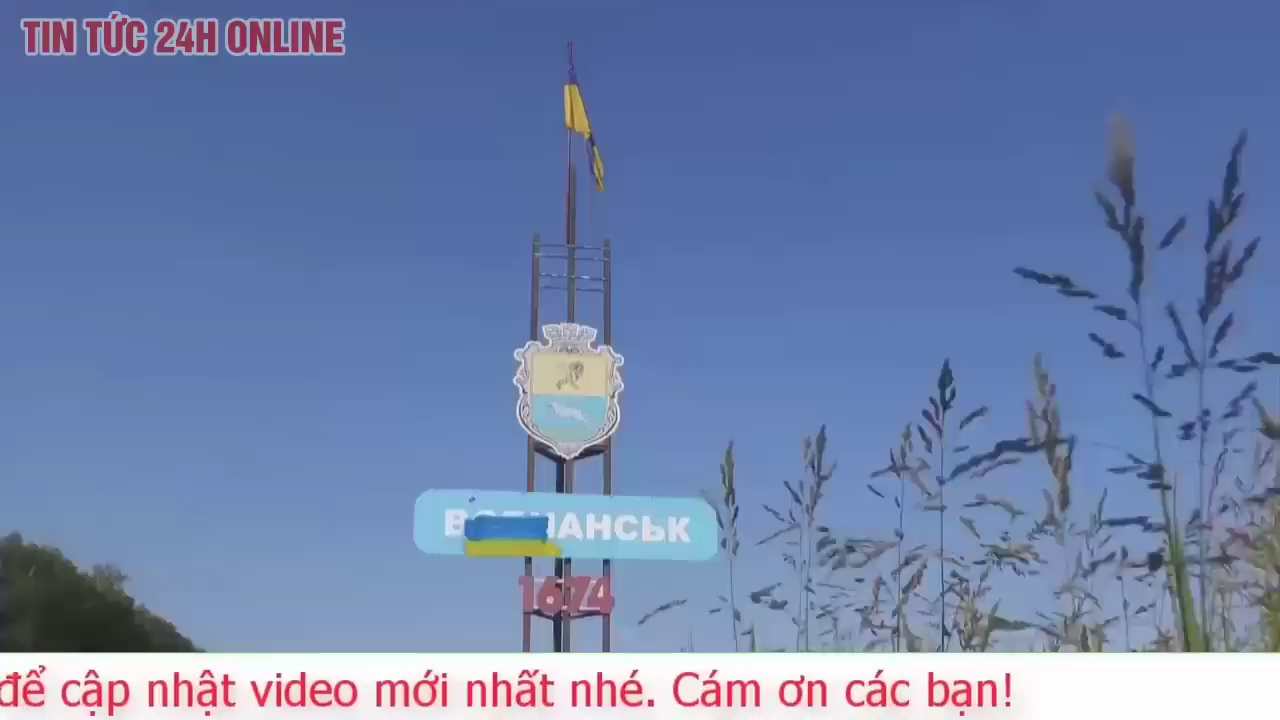 TIN TỨC 24H ONLINE
1674
để cập nhật video mới nhất nhé. Cám ơn các bạn!